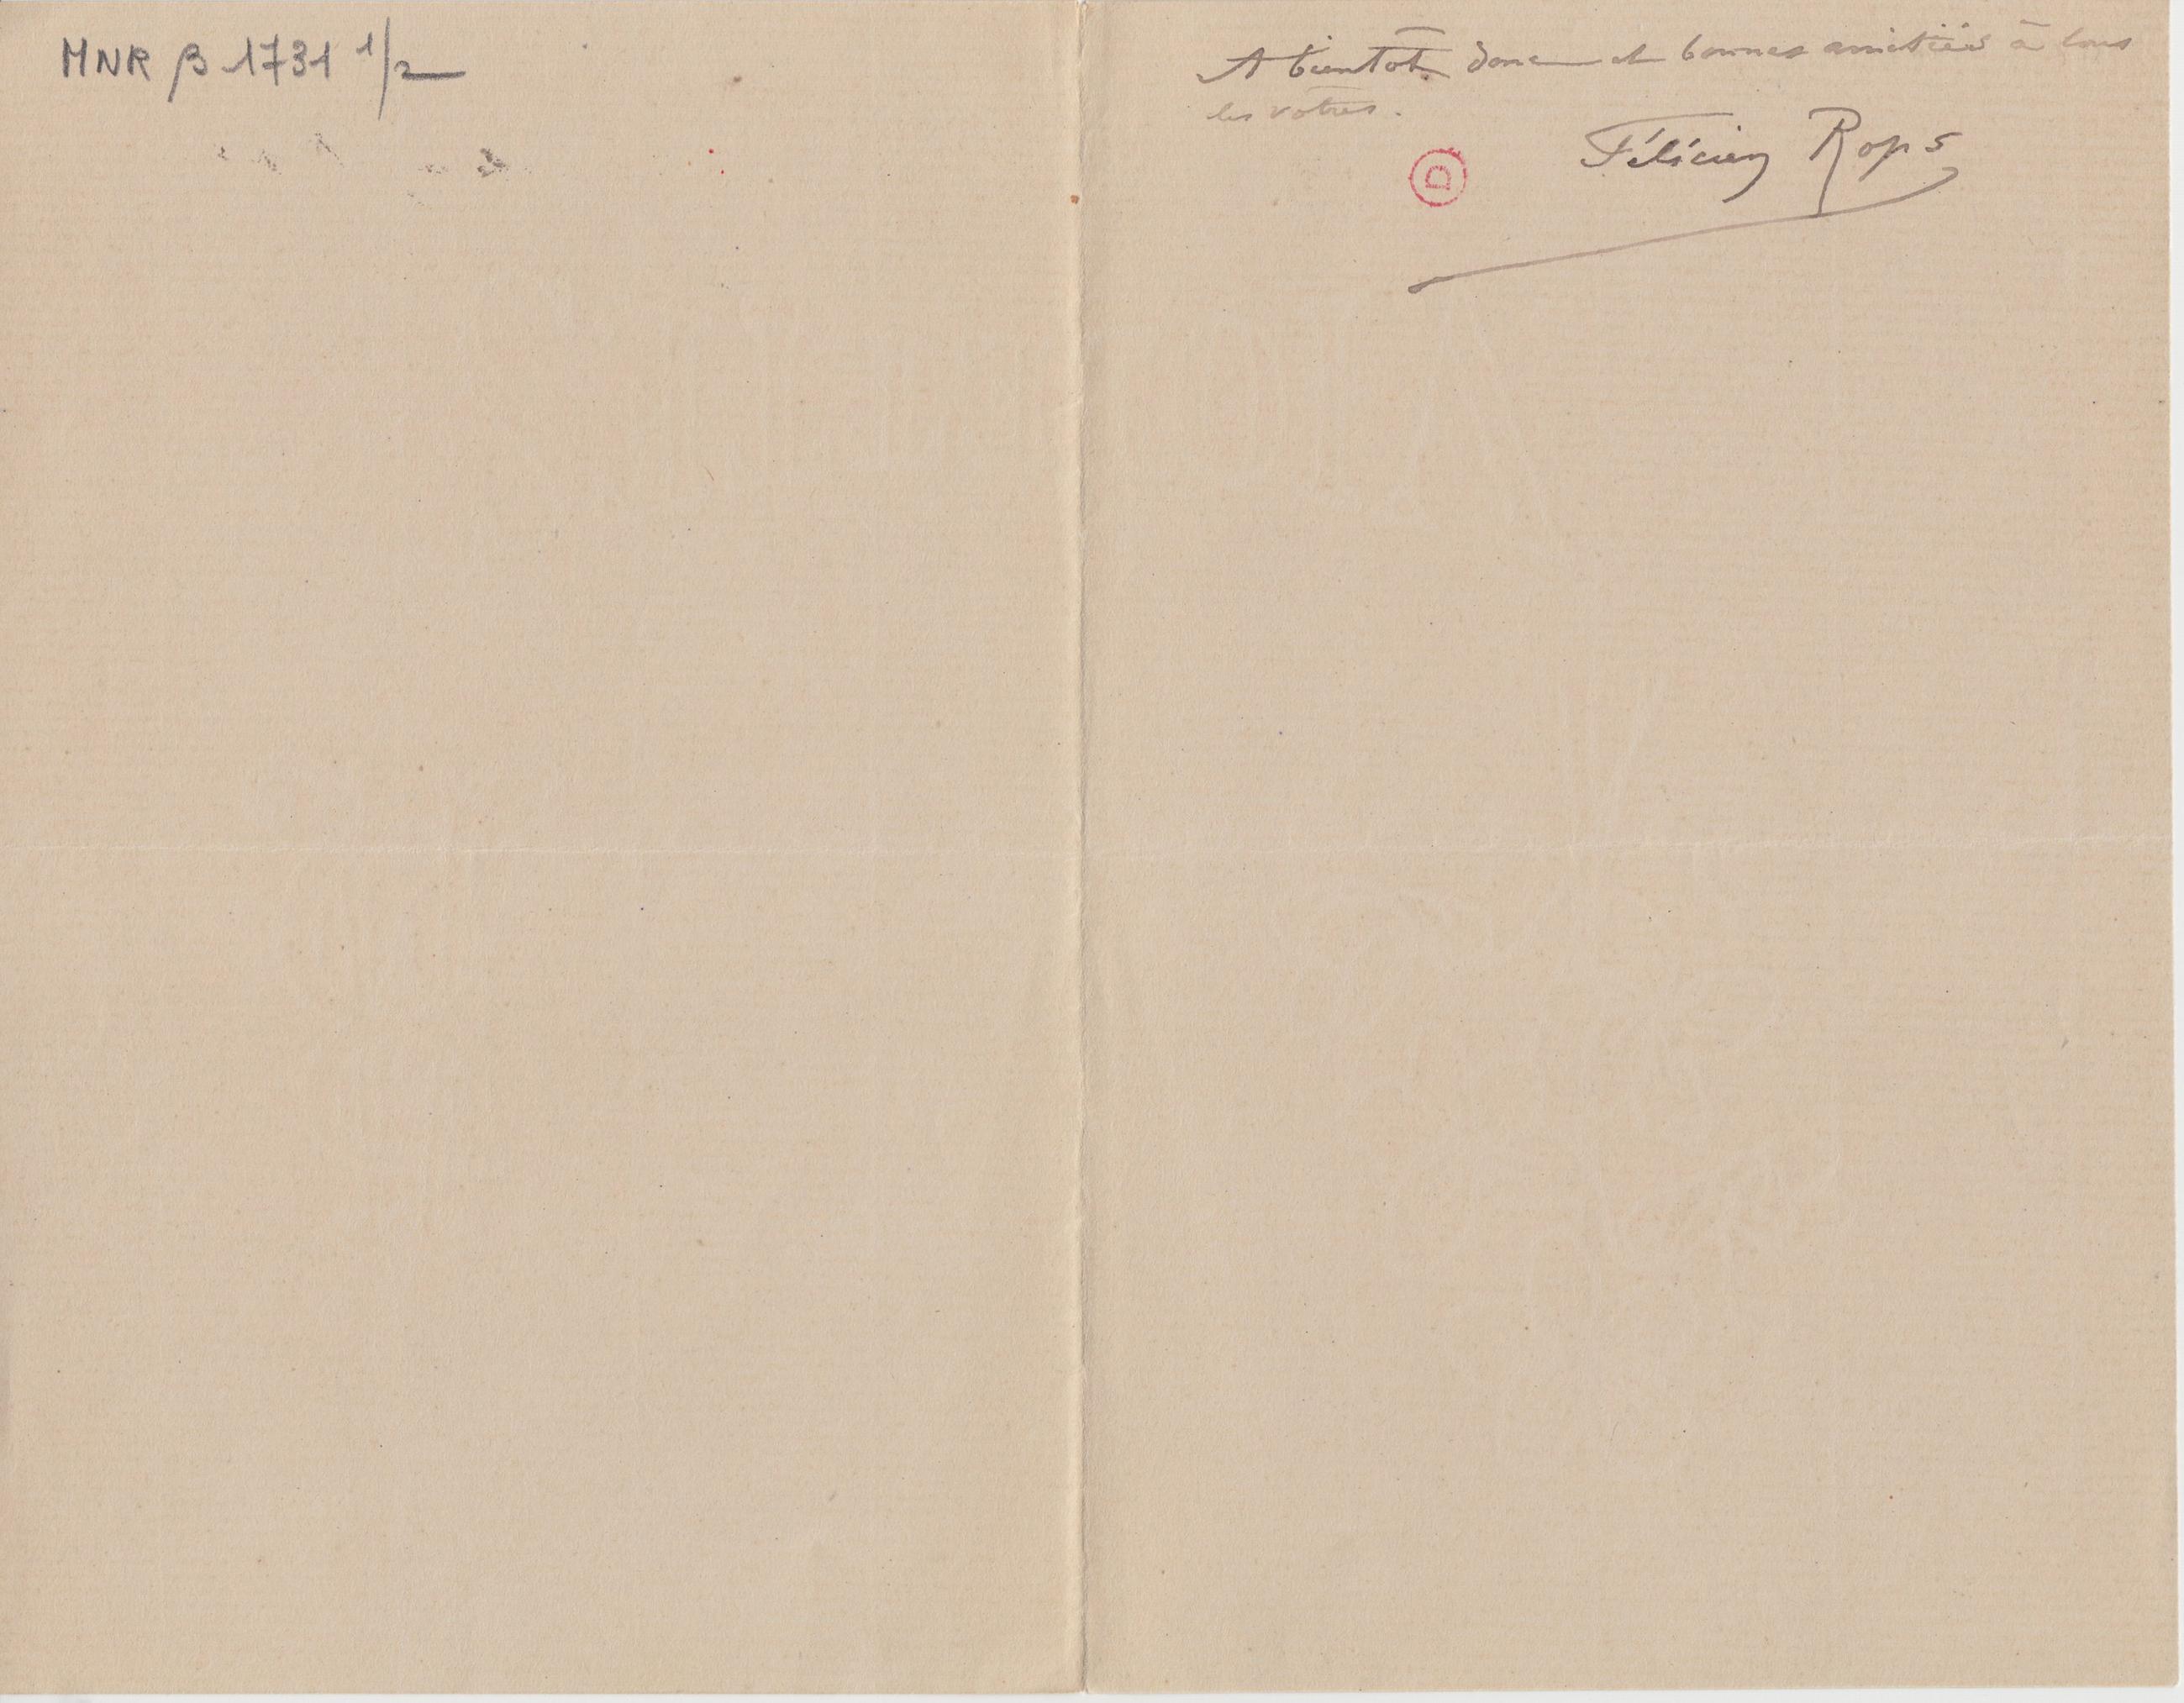 MNR β 1731 1/2
A bientôt donc et bonnes amitiés à tous
les vôtres.
Félicien Rops
D